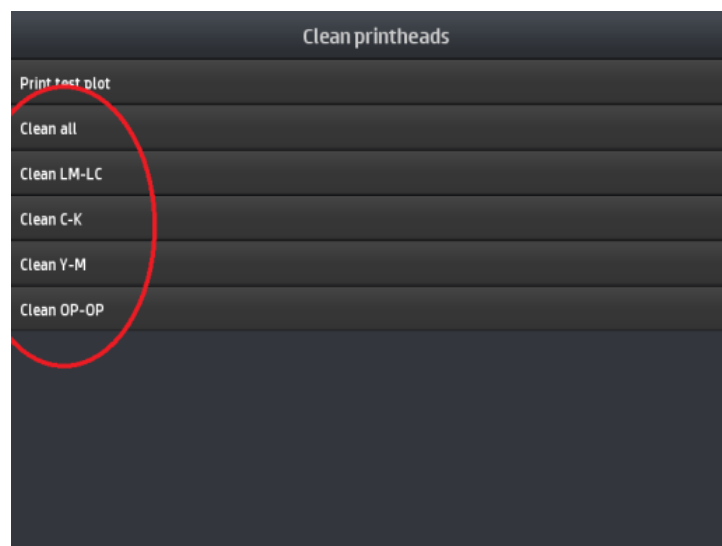 Clean printheads
Print test plot
Clean all
Clean LM-LC
Clean C-K
Clean Y-M
Clean OP-OP